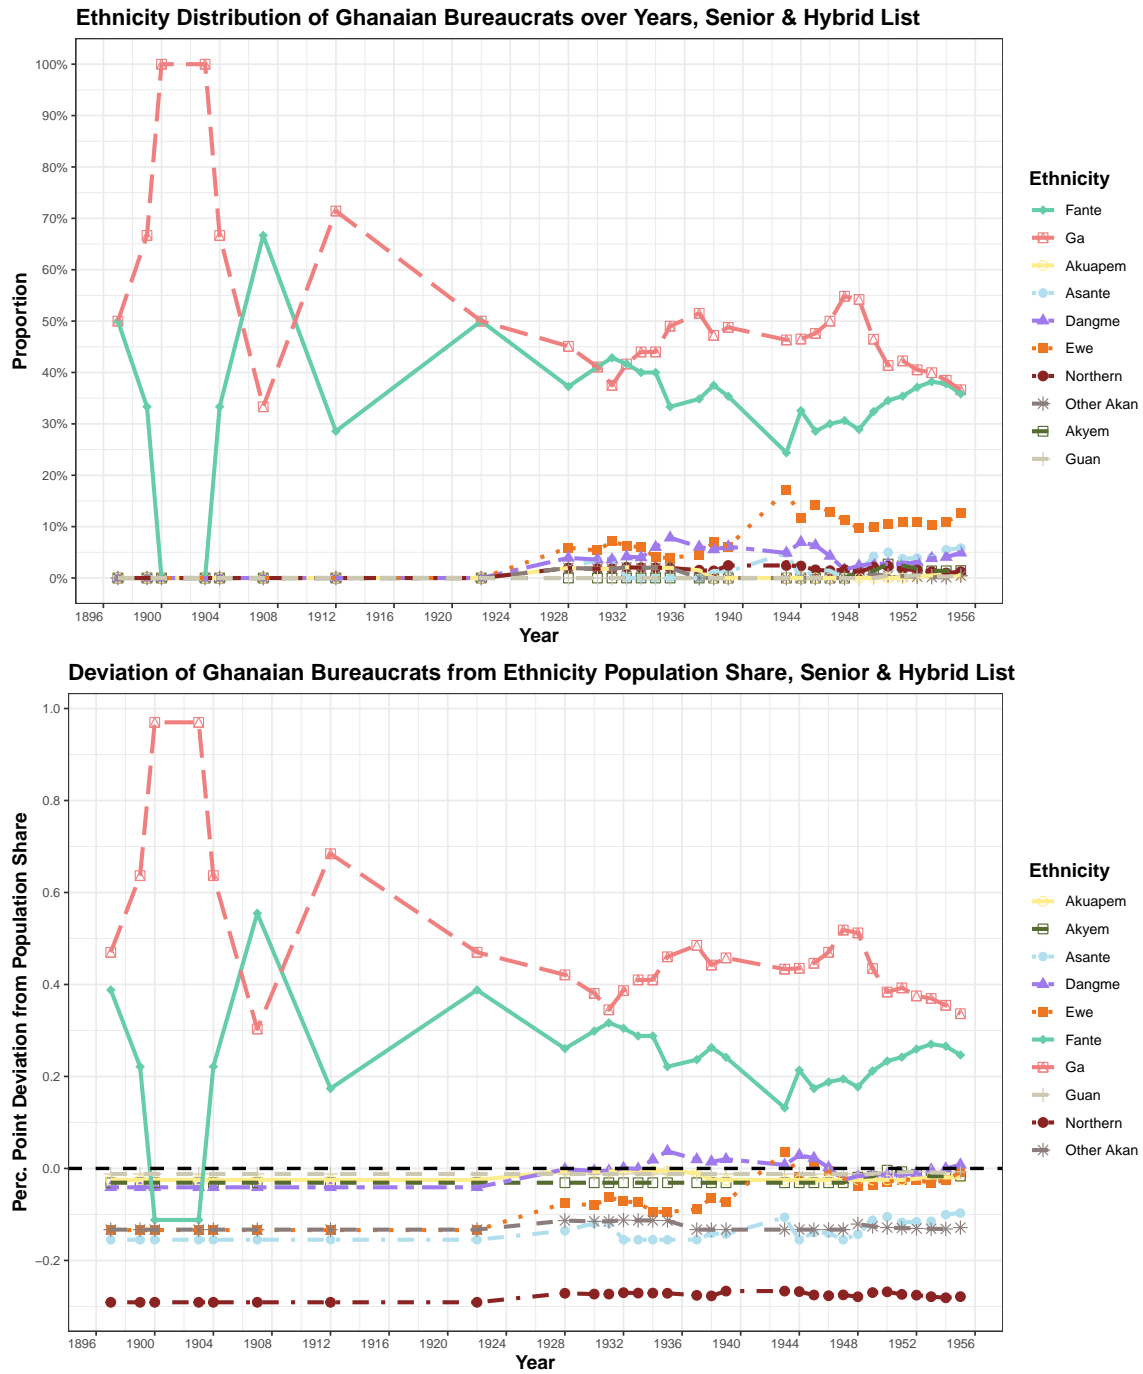 Ethnicity Distribution of Ghanaian Bureaucrats over Years, Senior & Hybrid List
100%
90%
80%
70%
60%
50%
40%
30%
20%
10%
0%
Proportion
1896 1900 1904 1908 1912 1916 1920 1924 1928 1932 1936 1940 1944 1948 1952 1956
Year
Ethnicity
Fante
Ga
Akuapem
Asante
Dangme
Ewe
Northern
Other Akan
Akyem
Guan
Deviation of Ghanaian Bureaucrats from Ethnicity Population Share, Senior & Hybrid List
1.0
0.8
0.6
0.4
0.2
0.0
−0.2
Perc. Point Deviation from Population Share
1896 1900 1904 1908 1912 1916 1920 1924 1928 1932 1936 1940 1944 1948 1952 1956
Year
Ethnicity
Akuapem
Akyem
Asante
Dangme
Ewe
Fante
Ga
Guan
Northern
Other Akan